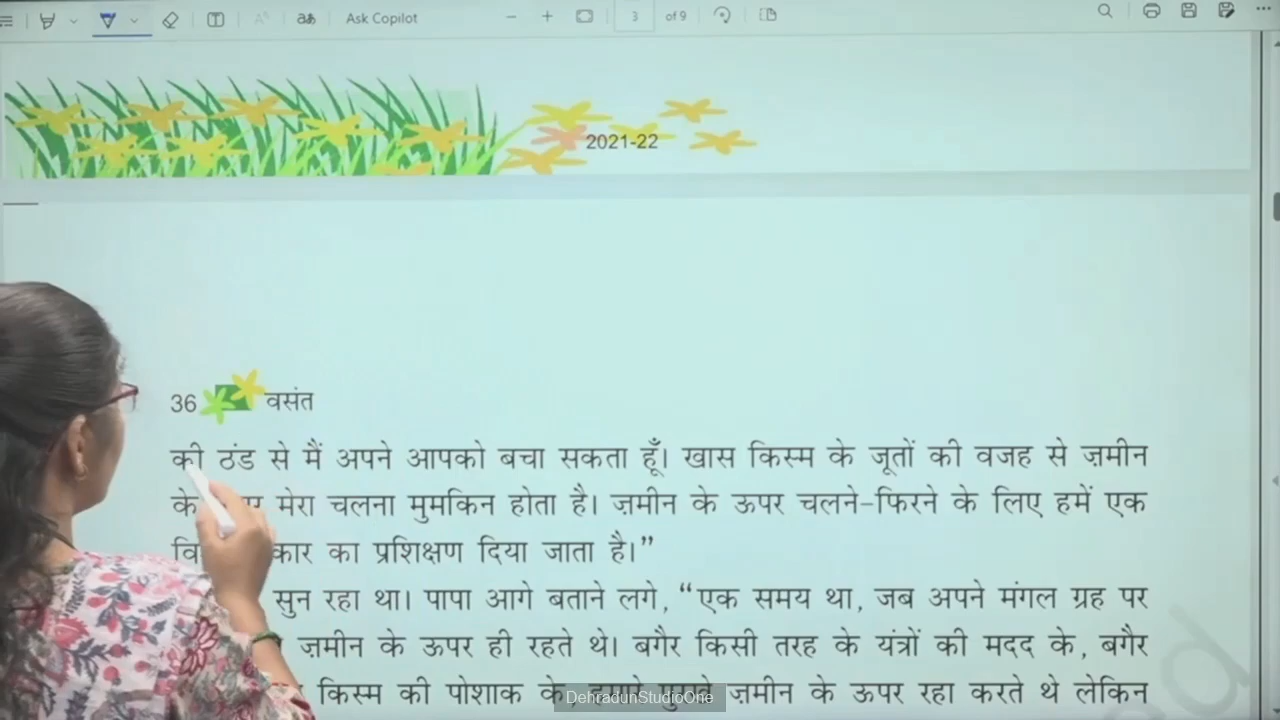 Ask Copilot 3 of 9
2021-22
36 वसंत
की ठंड से मैं अपने आपको बचा सकता हूँ। खास किस्म के जूतों की वजह से ज़मीन
के मेरा चलना मुमकिन होता है। ज़मीन के ऊपर चलने-फिरने के लिए हमें एक
का प्रशिक्षण दिया जाता है।”
सुन रहा था। पापा आगे बताने लगे, “एक समय था, जब अपने मंगल ग्रह पर
ज़मीन के ऊपर ही रहते थे। बगैर किसी तरह के यंत्रों की मदद के, बगैर
किस्म की पोशाक के ज़मीन के ऊपर रहा करते थे लेकिन
DehradunStudioOne